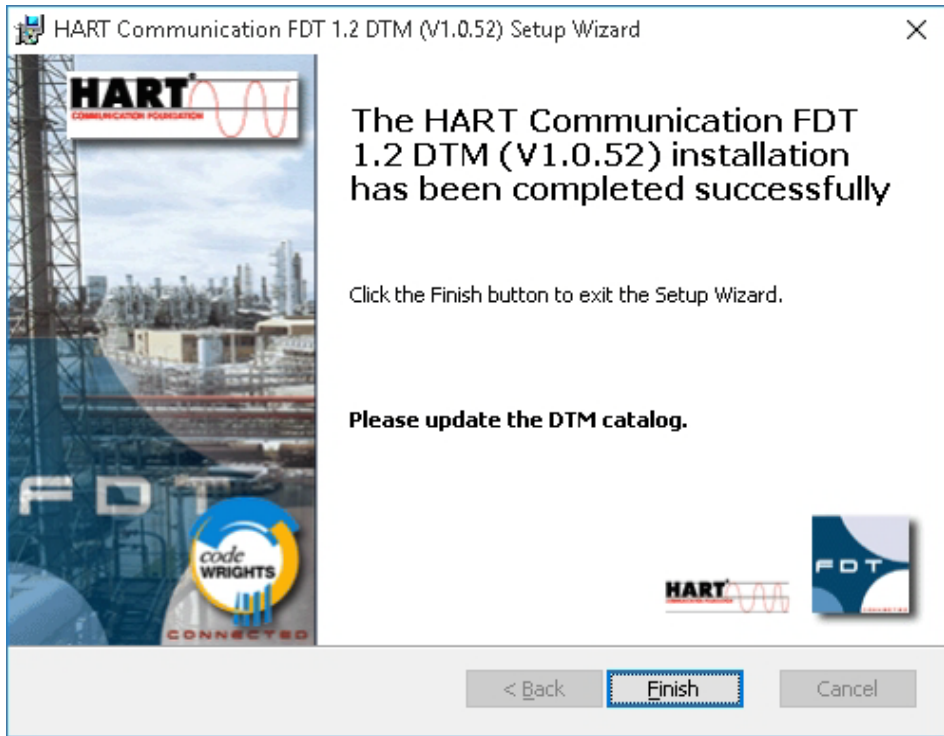 HART Communication FDT 1.2 DTM (V1.0.52) Setup Wizard
HART
COMMUNICATION FOUNDATION
The HART Communication FDT
1.2 DTM (V1.0.52) installation
has been completed successfully
Click the Finish button to exit the Setup Wizard.
Please update the DTM catalog.
FDT
code
WRIGHTS
CONNECTED
HART
FDT
< Back
Finish
Cancel